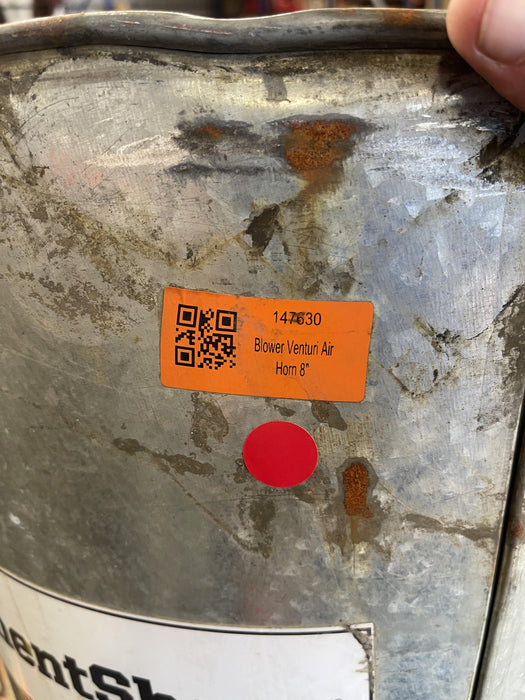 147630
Blower Venturi Air
Horn 8"
entSh